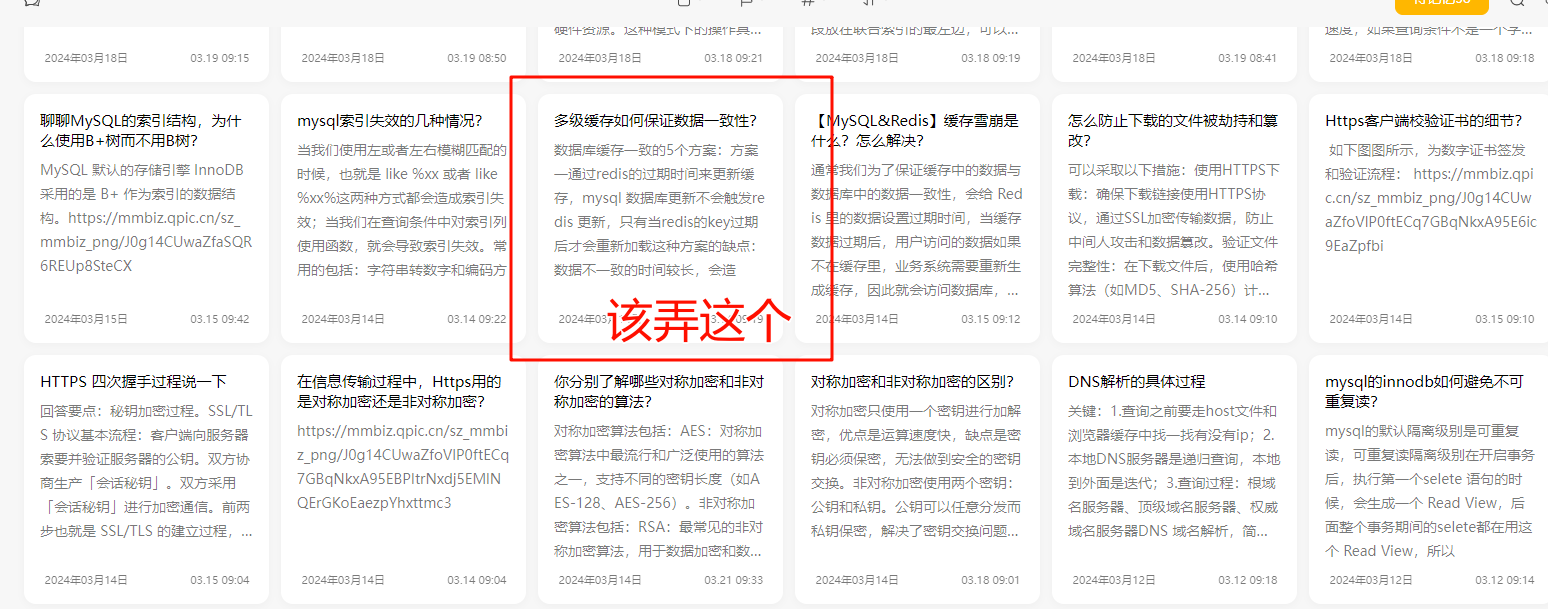 硬件资源。这种模式下的操作具...
段放在联合索引的最左边，可以...
速度，如果查询条件不是一个字...
2024年03月18日
03.19 09:15
2024年03月18日
03.19 08:50
2024年03月18日
03.18 09:21
2024年03月18日
03.18 09:19
2024年03月18日
03.19 08:41
2024年03月18日
03.18 09:18
聊聊MySQL的索引结构，为什
么使用B+树而不用B树？
MySQL 默认的存储引擎 InnoDB
采用的是 B+ 作为索引的数据结
构。https://mmbiz.qpic.cn/sz_
mmbiz_png/J0g14CUwaZfaSQR
6REUp8SteCX
2024年03月15日
03.15 09:42
mysql索引失效的几种情况？
当我们使用左或者左右模糊匹配的
时候，也就是 like %xx 或者 like
%xx%这两种方式都会造成索引失
效；当我们在查询条件中对索引列
使用函数，就会导致索引失效。常
用的包括：字符串转数字和编码方
2024年03月14日
03.14 09:22
多级缓存如何保证数据一致性？
数据库缓存一致的5个方案：方案
一通过redis的过期时间来更新缓
存，mysql 数据库更新不会触发re
dis 更新，只有当redis的key过期
后才会重新加载这种方案的缺点：
数据不一致的时间较长，会造
该弄这个
【MySQL&Redis】缓存雪崩是
什么？怎么解决？
通常我们为了保证缓存中的数据与
数据库中的数据一致性，会给 Red
is 里的数据设置过期时间，当缓存
数据过期后，用户访问的数据如果
不在缓存里，业务系统需要重新生
成缓存，因此就会访问数据库，...
2024年03月14日
03.15 09:12
怎么防止下载的文件被劫持和篡
改？
可以采取以下措施：使用HTTPS下
载：确保下载链接使用HTTPS协
议，通过SSL加密传输数据，防止
中间人攻击和数据篡改。验证文件
完整性：在下载文件后，使用哈希
算法（如MD5、SHA-256）计...
2024年03月14日
03.14 09:10
Https客户端校验证书的细节？
如下图图所示，为数字证书签发
和验证流程： https://mmbiz.qpi
c.cn/sz_mmbiz_png/J0g14CUw
aZfoVIP0ftECq7GBqNkxA95E6ic
9EaZpfbi
2024年03月14日
03.15 09:10
HTTPS 四次握手过程说一下
回答要点：秘钥加密过程。SSL/TL
S 协议基本流程：客户端向服务器
索要并验证服务器的公钥。双方协
商生产「会话秘钥」。双方采用
「会话秘钥」进行加密通信。前两
步也就是 SSL/TLS 的建立过程，...
2024年03月14日
03.15 09:04
在信息传输过程中，Https用的
是对称加密还是非对称加密？
https://mmbiz.qpic.cn/sz_mmbi
z_png/J0g14CUwaZfoVIP0ftECq
7GBqNkxA95EBPltrNxdj5EMIN
QErGKoEaezpYhxttmc3
2024年03月14日
03.14 09:04
你分别了解哪些对称加密和非对
称加密的算法？
对称加密算法包括：AES：对称加
密算法中最流行和广泛使用的算法
之一，支持不同的密钥长度（如A
ES-128、AES-256）。非对称加
密算法包括：RSA：最常见的非对
称加密算法，用于数据加密和数...
2024年03月14日
03.21 09:33
对称加密和非对称加密的区别？
对称加密只使用一个密钥进行加解
密，优点是运算速度快，缺点是密
钥必须保密，无法做到安全的密钥
交换。非对称加密使用两个密钥：
公钥和私钥。公钥可以任意分发而
私钥保密，解决了密钥交换问题...
2024年03月14日
03.18 09:01
DNS解析的具体过程
关键：1.查询之前要走host文件和
浏览器缓存中找一找有没有ip；2.
本地DNS服务器是递归查询，本地
到外面是迭代；3.查询过程：根域
名服务器、顶级域名服务器、权威
域名服务器DNS 域名解析，简...
2024年03月12日
03.12 09:18
mysql的innodb如何避免不可
重复读？
mysql的默认隔离级别是可重复
读，可重复读隔离级别在开启事务
后，执行第一个selete 语句的时
候，会生成一个 Read View，后
面整个事务期间的selete都在用这
个 Read View，所以
2024年03月12日
03.12 09:14